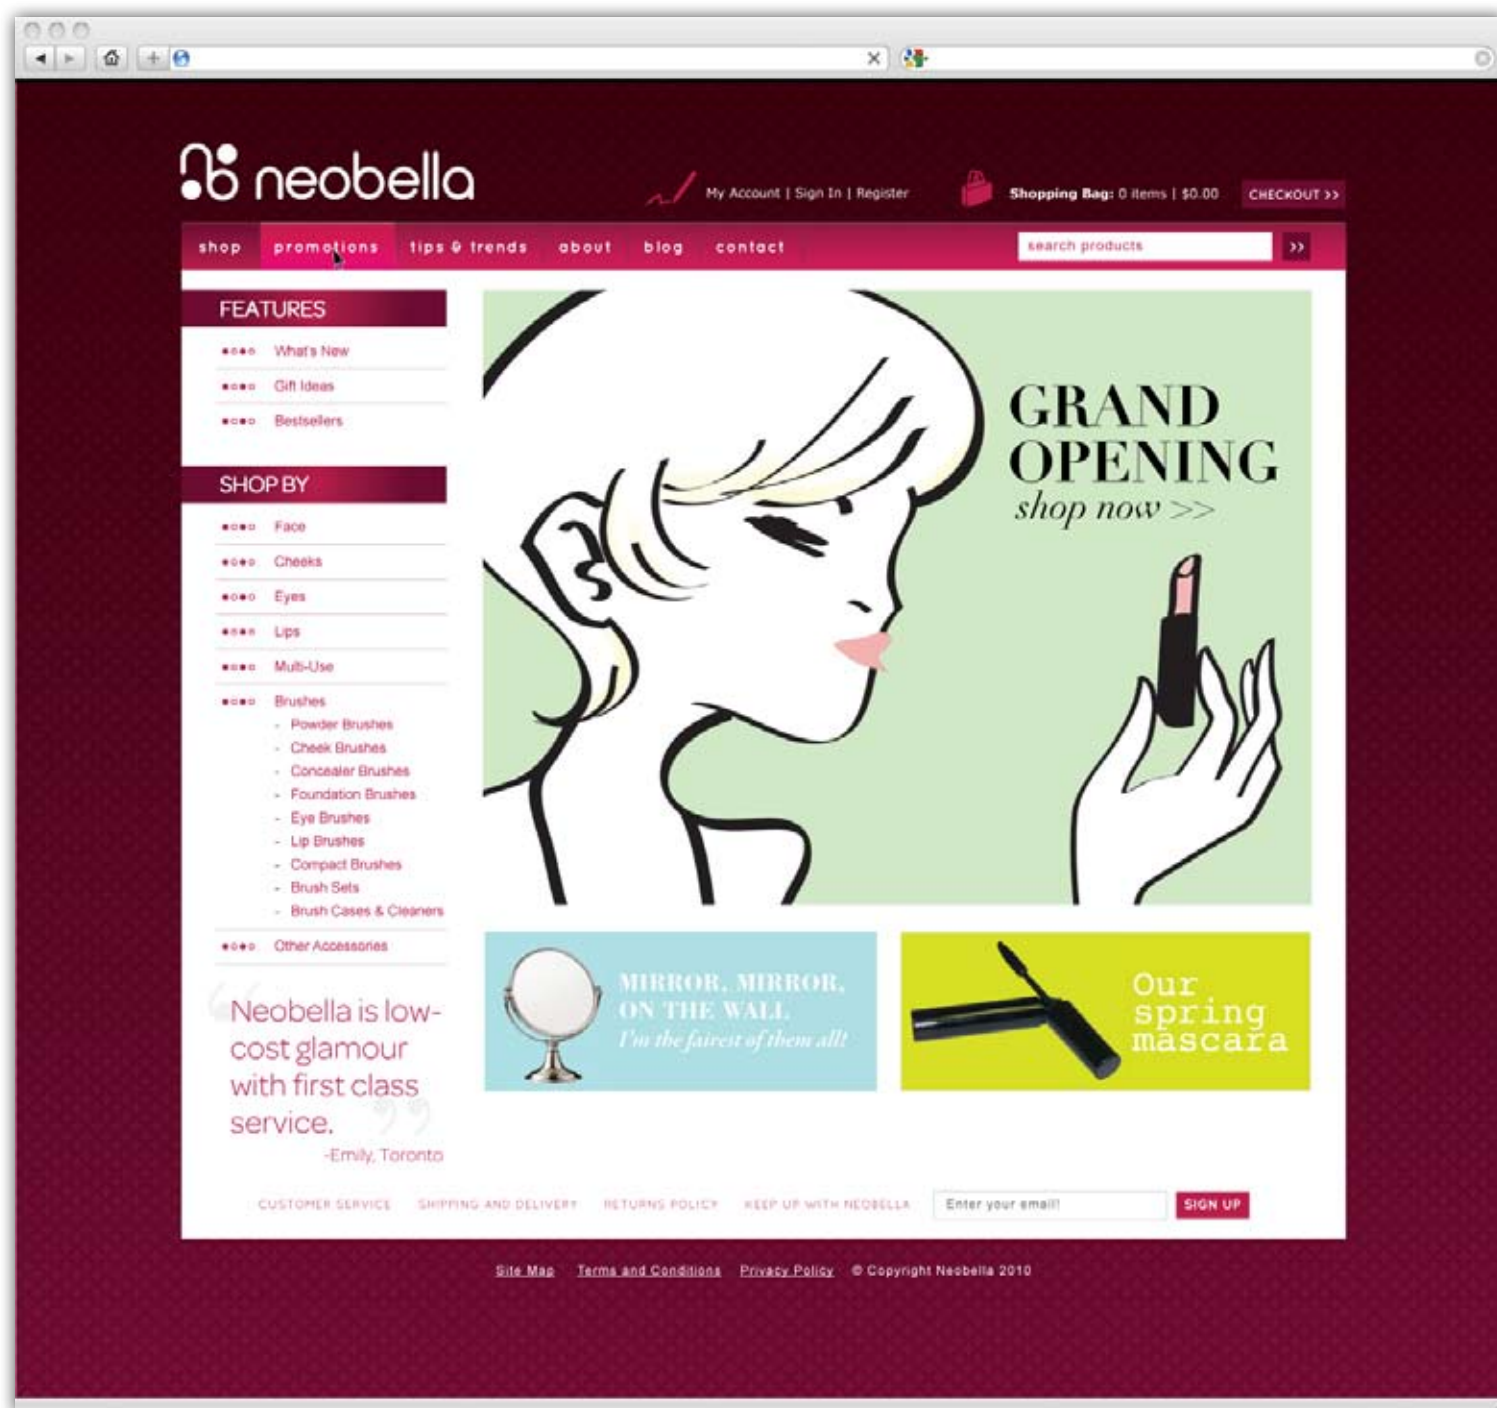 neobella
My Account | Sign In | Register
Shopping Bag: 0 items | $0.00
CHECKOUT >>
shop promotions tips & trends about blog contact
search products
>>
FEATURES
What's New
Gift Ideas
Bestsellers
SHOP BY
Face
Cheeks
Eyes
Lips
Multi-Use
Brushes
- Powder Brushes
- Cheek Brushes
- Concealer Brushes
- Foundation Brushes
- Eye Brushes
- Lip Brushes
- Compact Brushes
- Brush Sets
- Brush Cases & Cleaners
Other Accessories
“Neobella is low-
cost glamour
with first class
service.”
-Emily, Toronto
GRAND
OPENING
shop now >>
MIRROR, MIRROR,
ON THE WALL
I'm the fairest of them all!
Our
spring
mascara
CUSTOMER SERVICE SHIPPING AND DELIVERY RETURNS POLICY KEEP UP WITH NEOBELLA
Enter your email!
SIGN UP
Site Map Terms and Conditions Privacy Policy © Copyright Neobella 2010